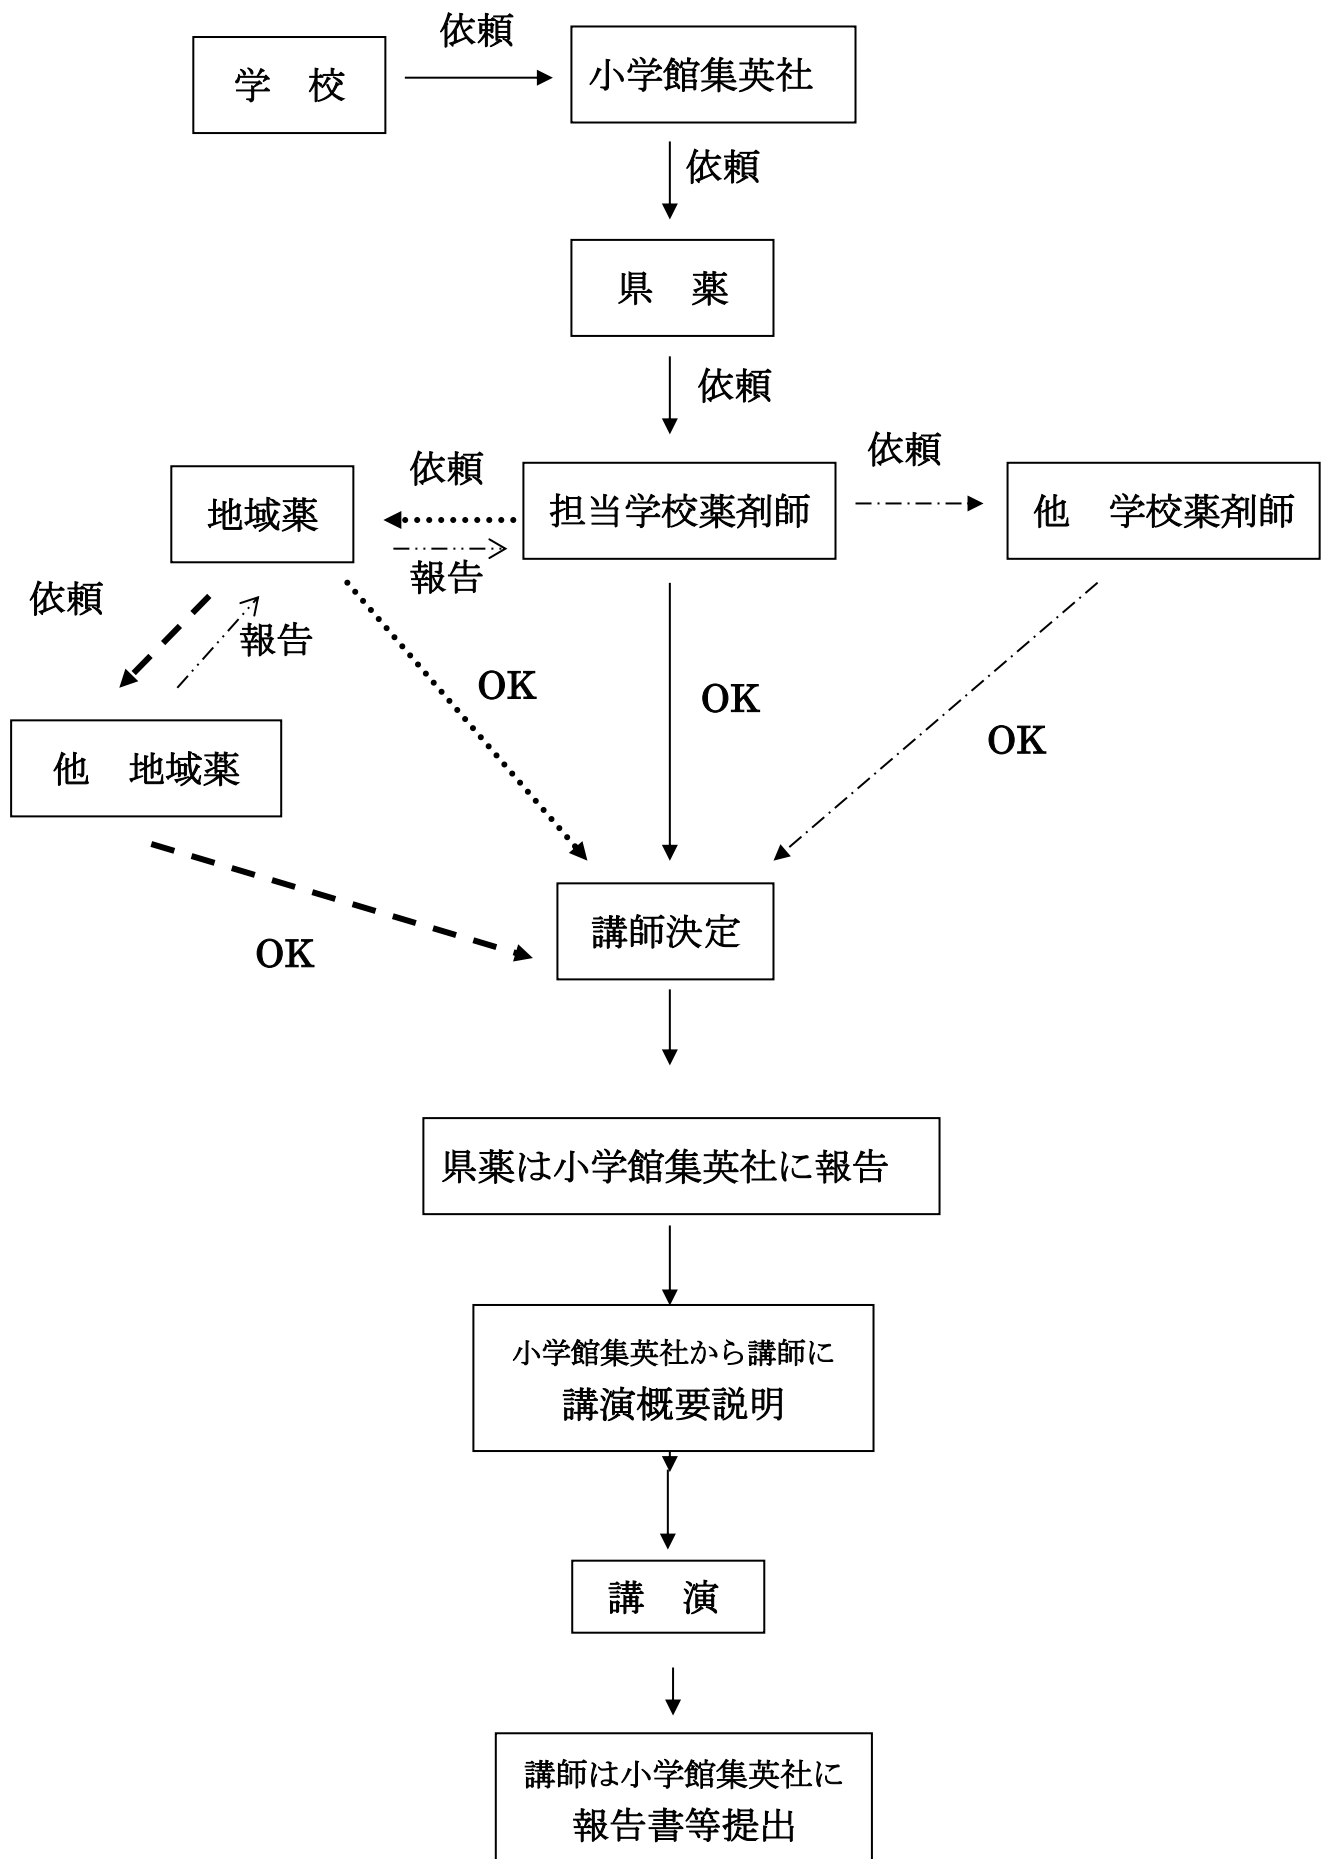 依頼
学　校
小学館集英社
依頼
県　薬
依頼
依頼
地域薬
依頼
担当学校薬剤師
他　学校薬剤師
報告
依頼
報告
OK
OK
OK
他　地域薬
OK
講師決定
県薬は小学館集英社に報告
小学館集英社から講師に
講演概要説明
講　演
講師は小学館集英社に
報告書等提出